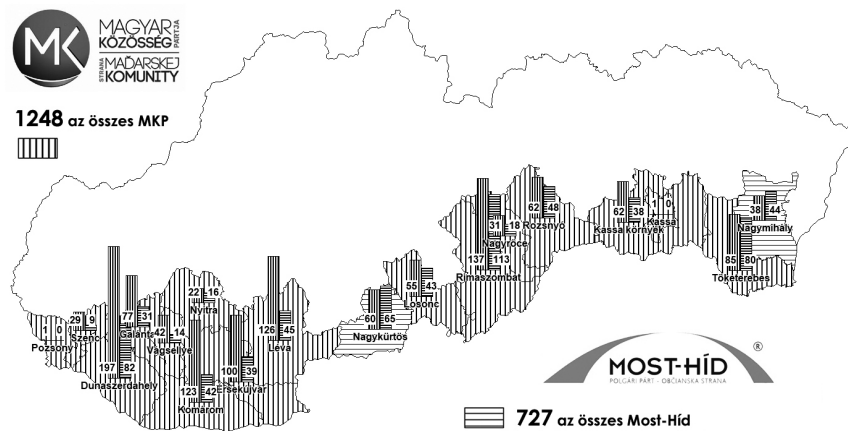 MK
MAGYAR
KÖZÖSSÉG PARTJA
STRANA MAĎARSKEJ
KOMUNITY
1248 az összes MKP
1 0
Pozsony
29 9
Szenc
197 82
Dunaszerdahely
77 31
Galánta
42 14
Vágsellye
22 16
Nyitra
123 42
Komárom
100 39
Érsekújvár
126 45
Léva
60 65
Nagykürtös
55 43
Losonc
137 113
Rimaszombat
31 18
Nagyrőce
62 48
Rozsnyó
62 38
Kassa környék
1 0
Kassa
38 44
Nagymihály
85 80
Tőketerebes
MOST-HÍD ®
POLGÁRI PÁRT - OBČIANSKA STRANA
727 az összes Most-Híd